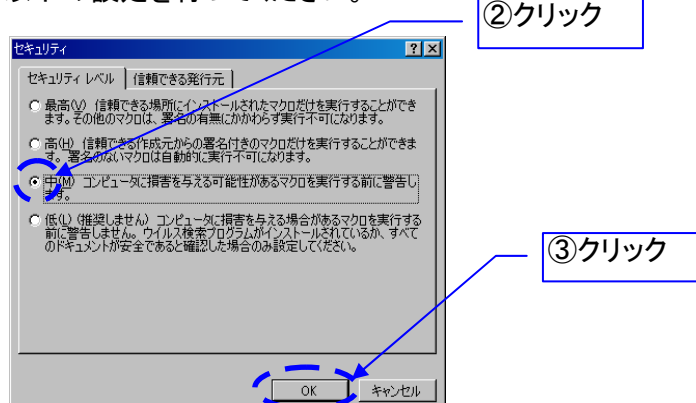 ②クリック
セキュリティ
セキュリティ レベル 信頼できる発行元
最高(V) 信頼できる場所にインストールされたマクロだけを実行することができ
ます。その他のマクロは、署名の有無にかかわらず実行不可になります。
高(H) 信頼できる作成元からの署名付きのマクロだけを実行することができま
す。署名のないマクロは自動的に実行不可になります。
中(M) コンピュータに損害を与える可能性があるマクロを実行する前に警告し
ます。
低(L) (推奨しません) コンピュータに損害を与える場合があるマクロを実行する
前に警告しません。ウイルス検索プログラムがインストールされているか、すべて
のドキュメントが安全であると確認した場合のみ設定してください。
③クリック
OK キャンセル